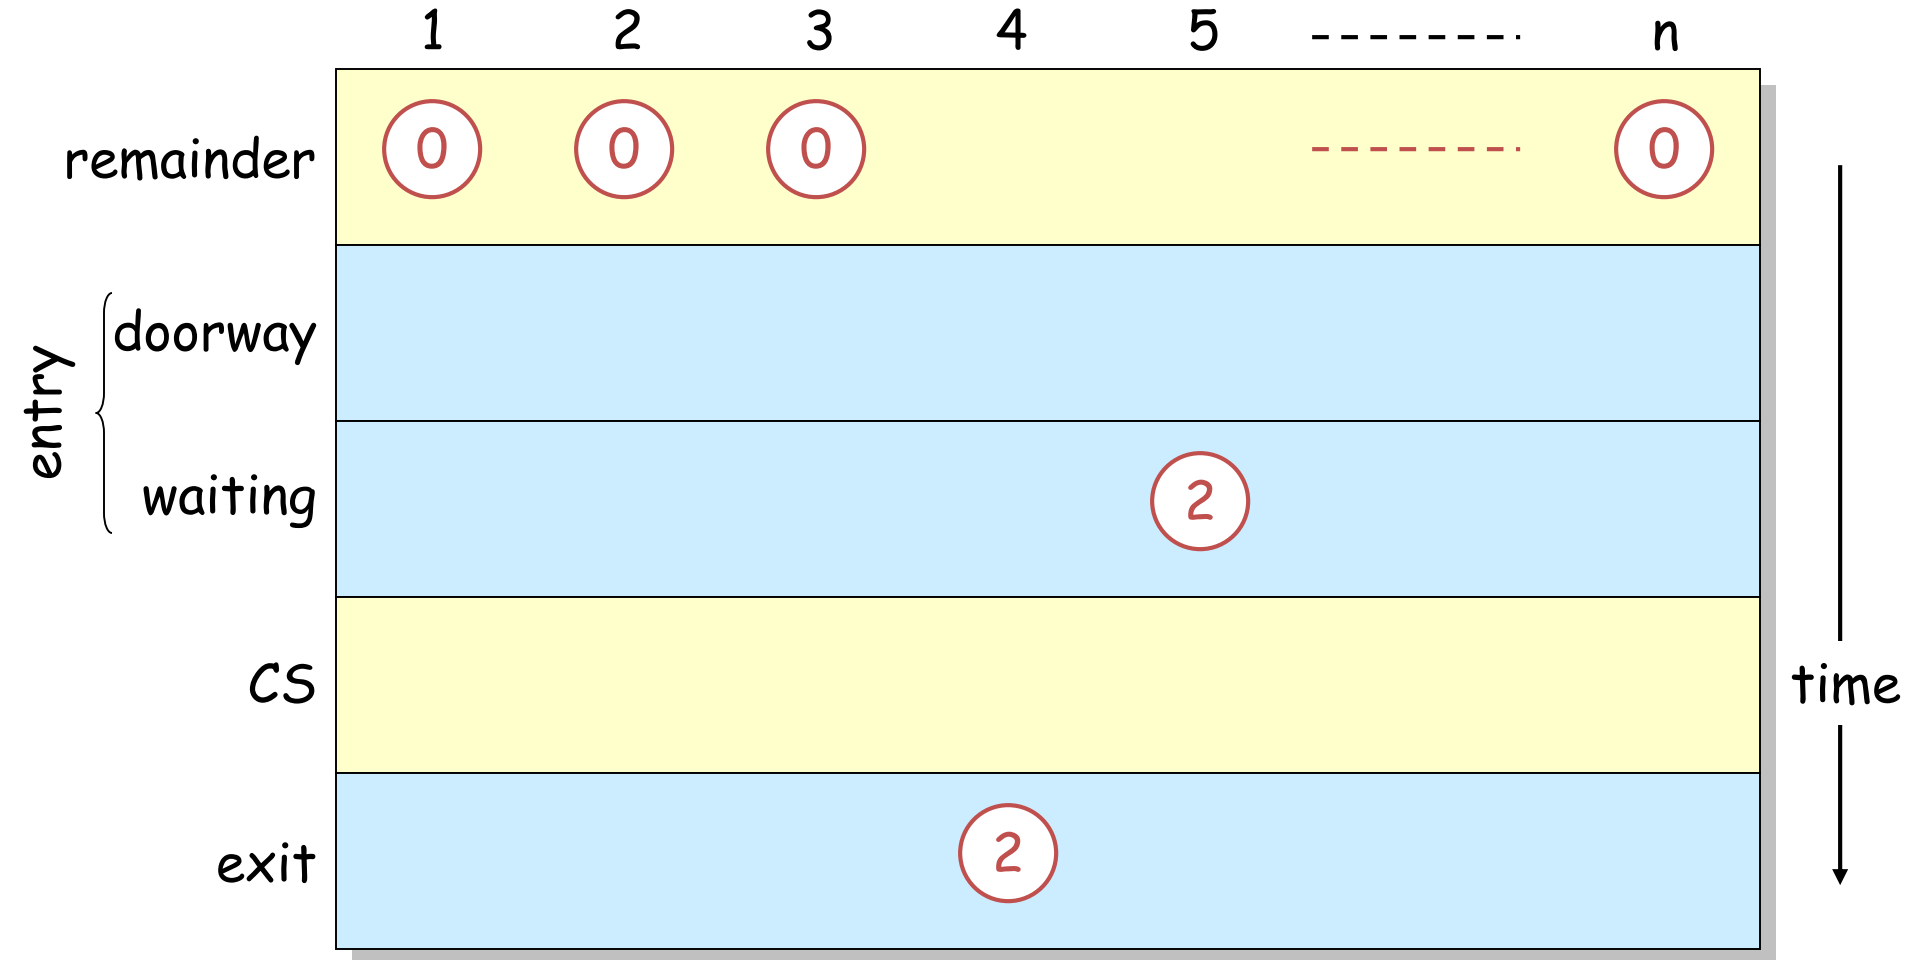 1 2 3 4 5 n
remainder 0 0 0 0
entry
doorway
waiting 2
CS
time
exit 2